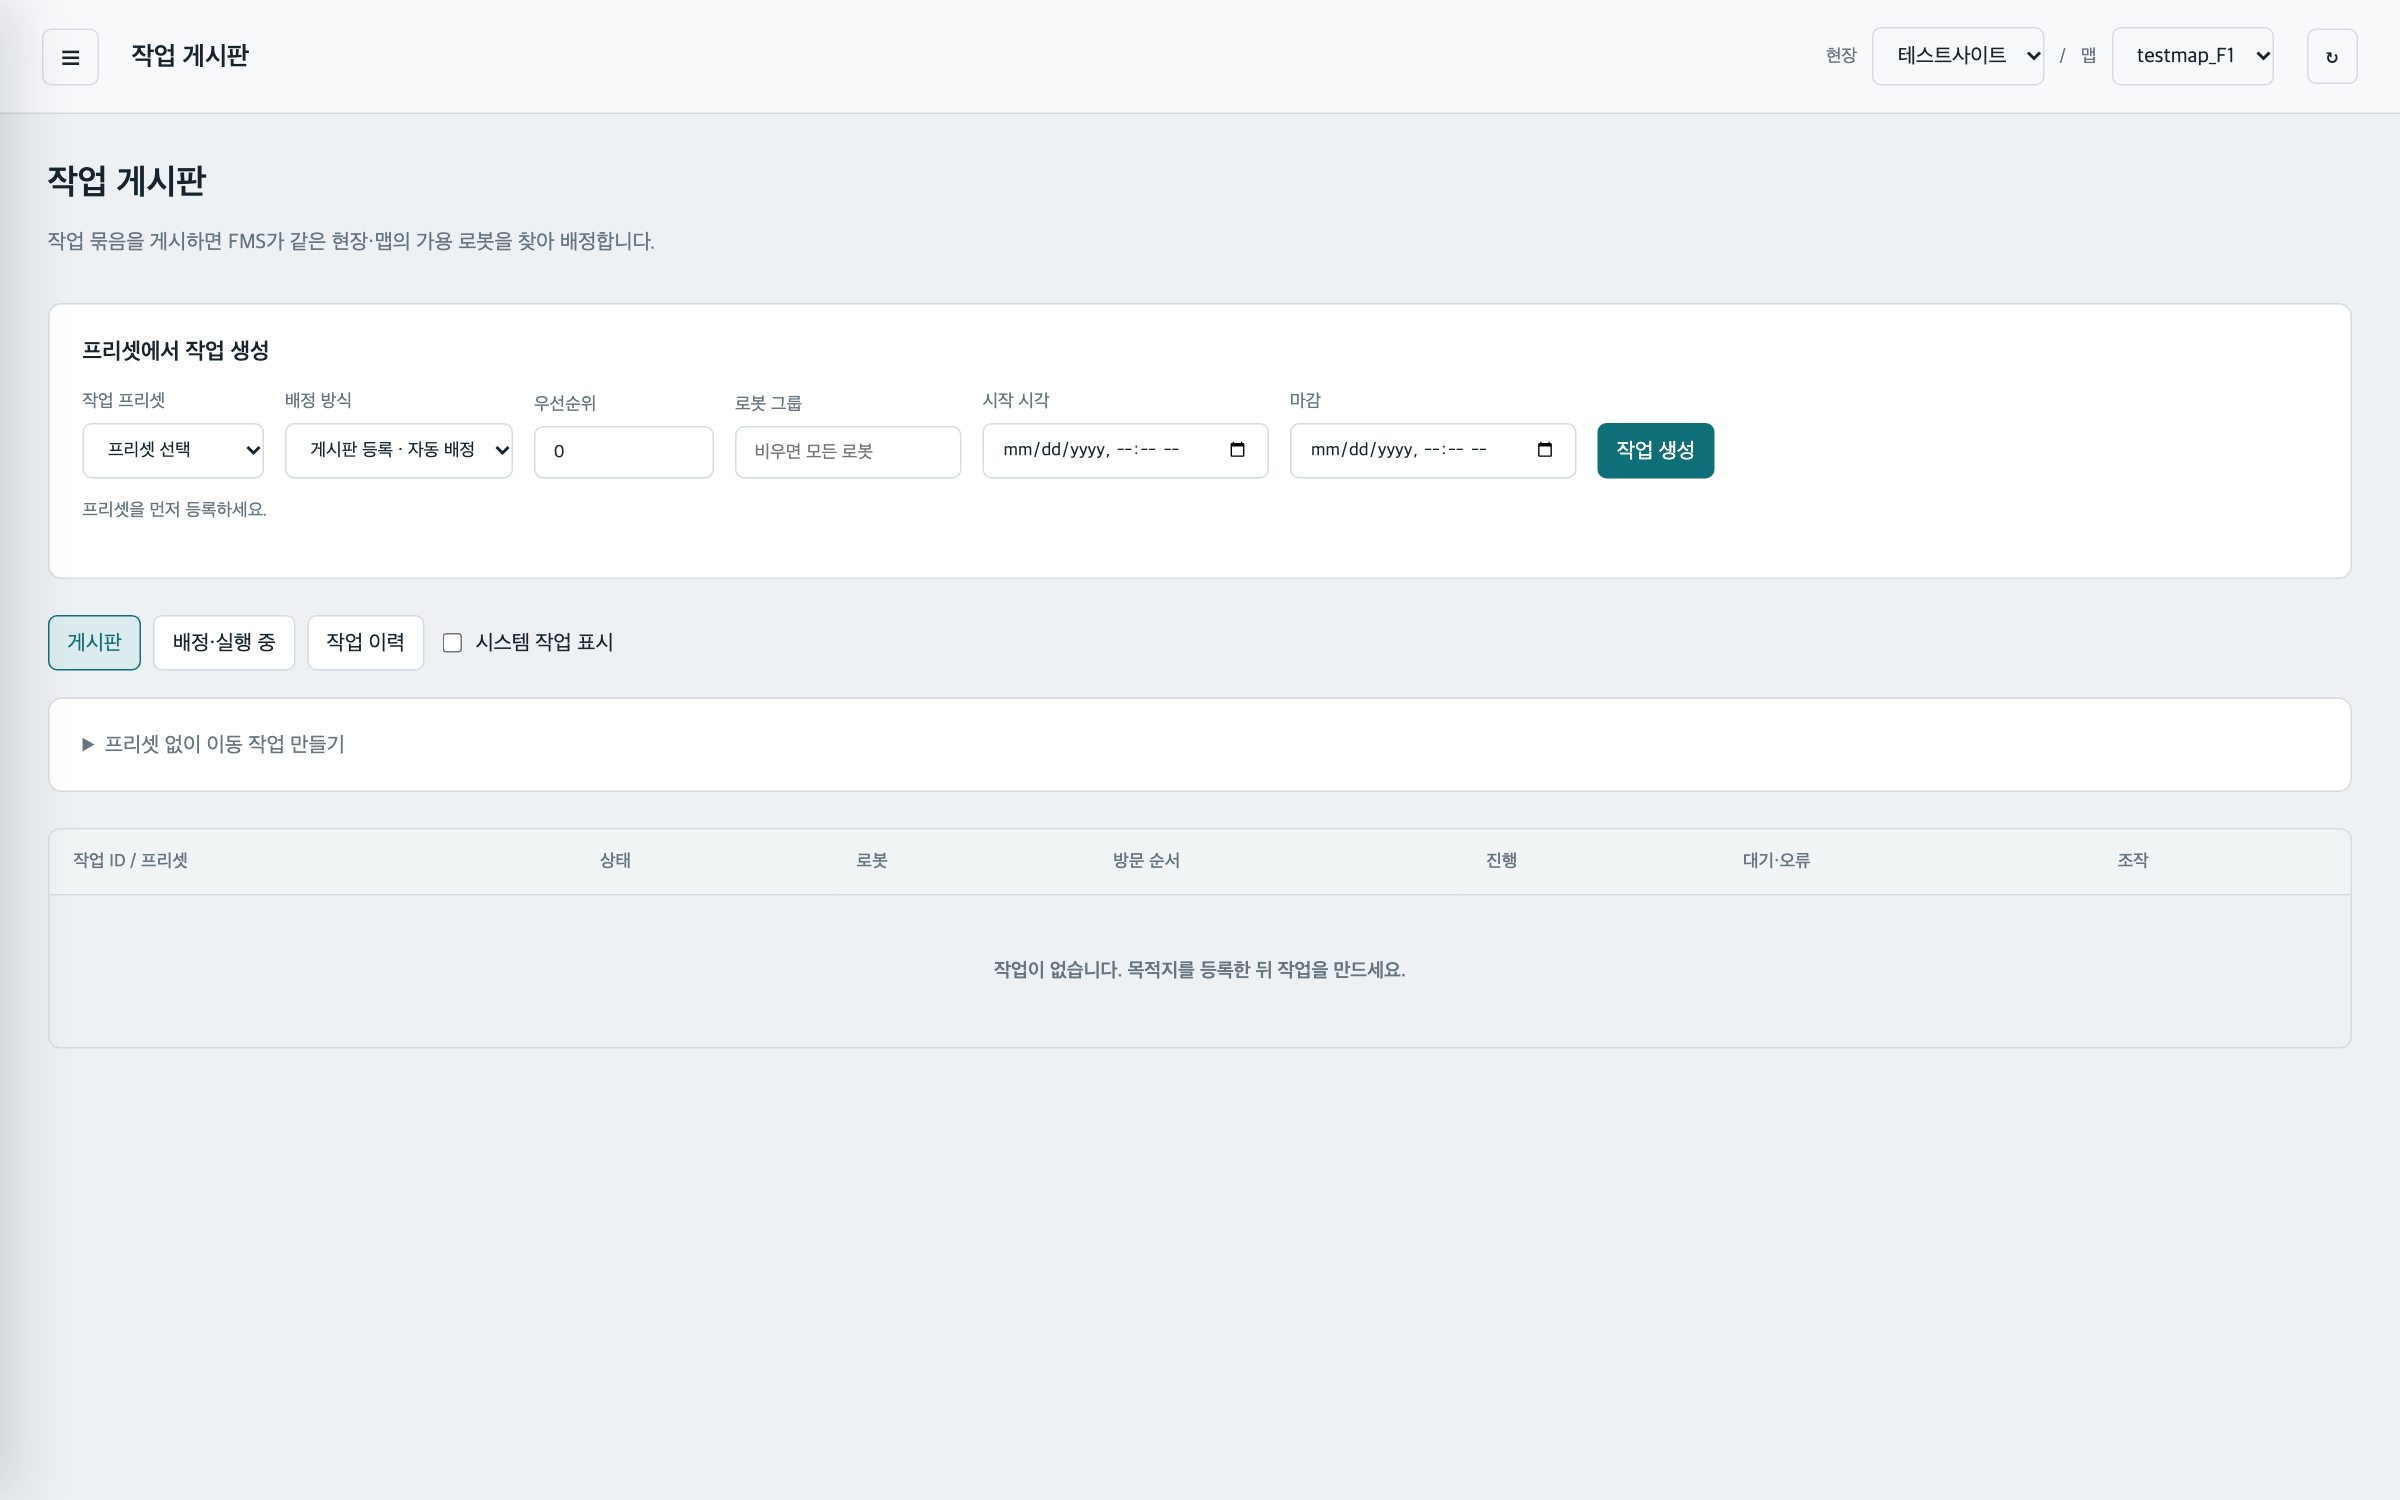 작업 게시판
현장 테스트사이트 / 맵 testmap_F1
작업 게시판
작업 묶음을 게시하면 FMS가 같은 현장·맵의 가용 로봇을 찾아 배정합니다.
프리셋에서 작업 생성
작업 프리셋 배정 방식 우선순위 로봇 그룹 시작 시각 마감
프리셋 선택 게시판 등록 · 자동 배정 0 비우면 모든 로봇 mm/dd/yyyy, --:-- -- mm/dd/yyyy, --:-- -- 작업 생성
프리셋을 먼저 등록하세요.
게시판 배정·실행 중 작업 이력 시스템 작업 표시
프리셋 없이 이동 작업 만들기
작업 ID / 프리셋 상태 로봇 방문 순서 진행 대기·오류 조작
작업이 없습니다. 목적지를 등록한 뒤 작업을 만드세요.